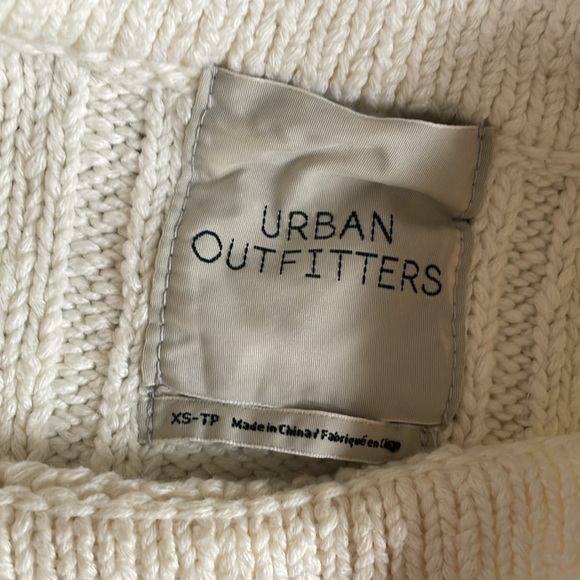 URBAN
OUTFITTERS
XS-TP Made in China / Fabriqué en